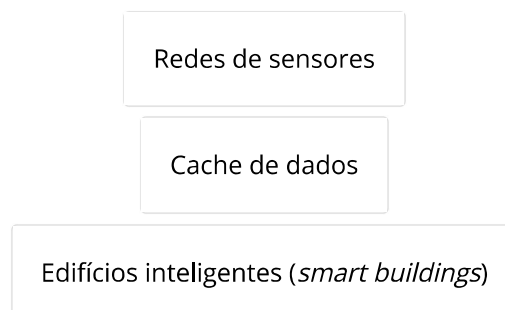 Redes de sensores
Cache de dados
Edifícios inteligentes (smart buildings)